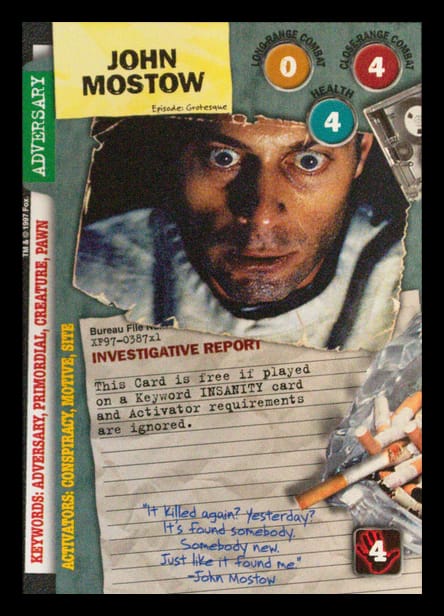 JOHN
MOSTOW
Episode: Grotesque
LONG-RANGE COMBAT
0
CLOSE-RANGE COMBAT
4
HEALTH
4
ADVERSARY
TM & © 1997 Fox.
KEYWORDS: ADVERSARY, PRIMORDIAL, CREATURE, PAWN
ACTIVATORS: CONSPIRACY, MOTIVE, SITE
Bureau File
XF97-0387x1
INVESTIGATIVE REPORT
This Card is free if played
on a Keyword INSANITY card
and Activator requirements
are ignored.
"It killed again? Yesterday?
It's found somebody.
Somebody new.
Just like it found me."
-John Mostow
4